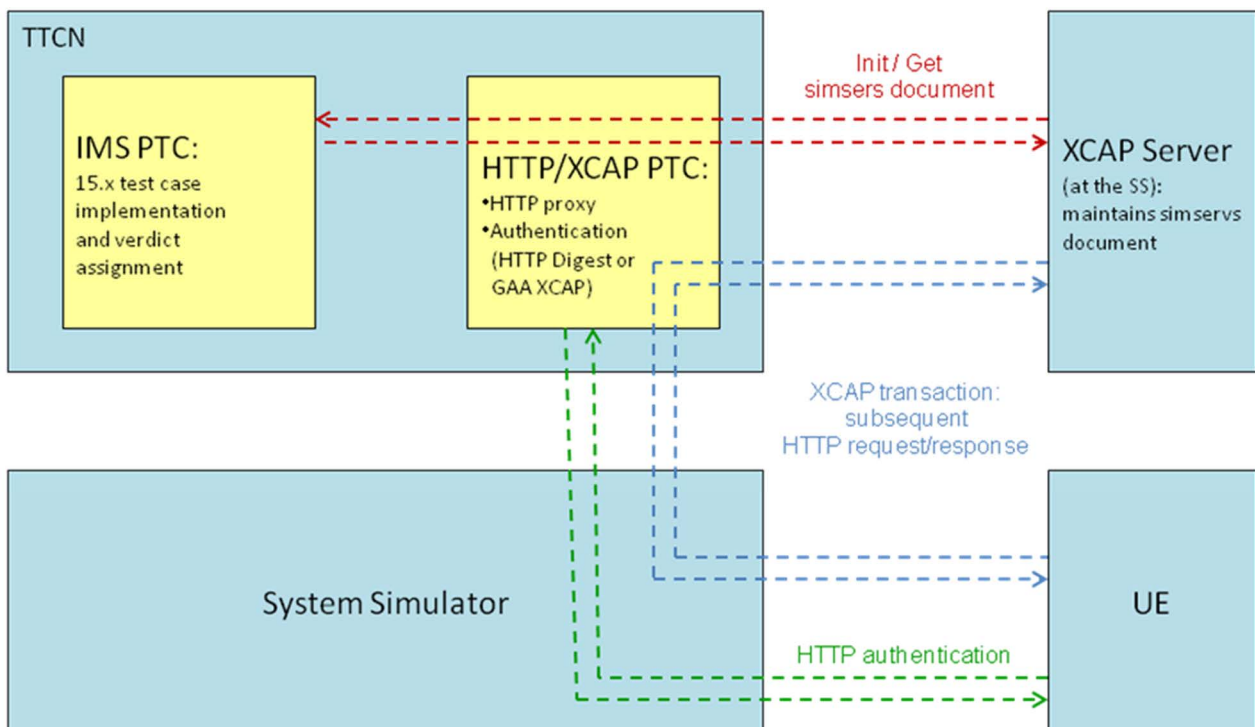 TTCN
IMS PTC:
15.x test case
implementation
and verdict
assignment
HTTP/XCAP PTC:
•HTTP proxy
•Authentication
(HTTP Digest or
GAA XCAP)
Init / Get
simsers document
XCAP Server
(at the SS):
maintains simservs
document
XCAP transaction:
subsequent
HTTP request/response
System Simulator
UE
HTTP authentication